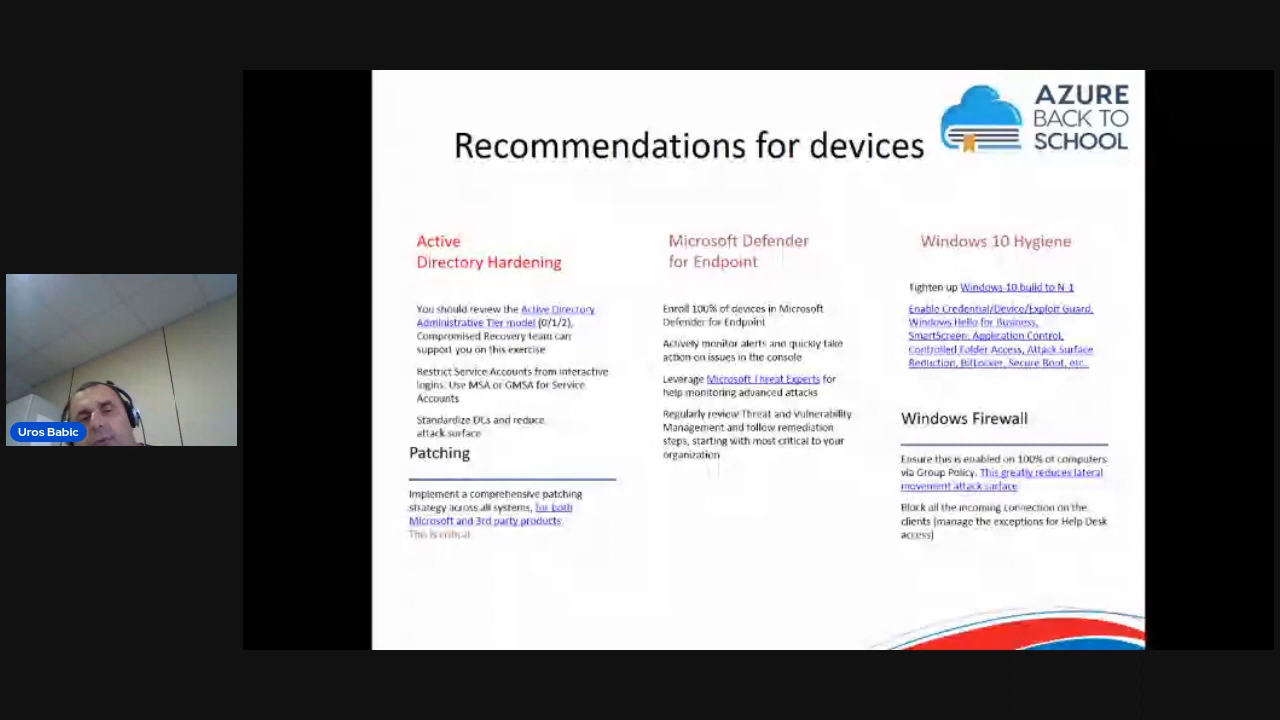 AZURE
BACK TO
SCHOOL
Recommendations for devices
Active
Directory Hardening
You should review the Active Directory
Administrative Tier model (0/1/2),
Compromised Recovery team can
support you on this exercise
Restrict Service Accounts from interactive
logins. Use MSA or GMSA for Service
Accounts
Standardize DCs and reduce
attack surface
Patching
Implement a comprehensive patching
strategy across all systems, for both
Microsoft and 3rd party products.
This is critical
Microsoft Defender
for Endpoint
Enroll 100% of devices in Microsoft
Defender for Endpoint
Actively monitor alerts and quickly take
action on issues in the console
Leverage Microsoft Threat Experts for
help monitoring advanced attacks
Regularly review Threat and Vulnerability
Management and follow remediation
steps, starting with most critical to your
organization
Windows 10 Hygiene
Tighten up Windows 10 build to N-1
Enable Credential/Device/Exploit Guard,
Windows Hello for Business,
SmartScreen, Application Control,
Controlled Folder Access, Attack Surface
Reduction, BitLocker, Secure Boot, etc.
Windows Firewall
Ensure this is enabled on 100% of computers
via Group Policy. This greatly reduces lateral
movement attack surface
Block all the incoming connection on the
clients (manage the exceptions for Help Desk
access)
Uros Babic